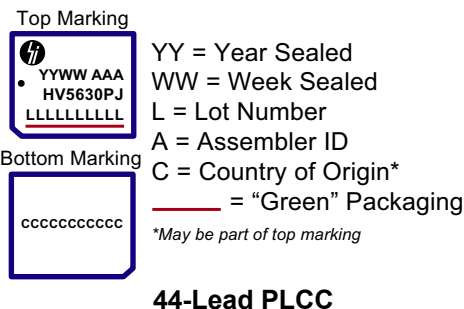 Top Marking
YYWW AAA
HV5630PJ
LLLLLLLLLL
Bottom Marking
CCCCCCCCCCC
YY = Year Sealed
WW = Week Sealed
L = Lot Number
A = Assembler ID
C = Country of Origin*
= “Green” Packaging
*May be part of top marking
44-Lead PLCC